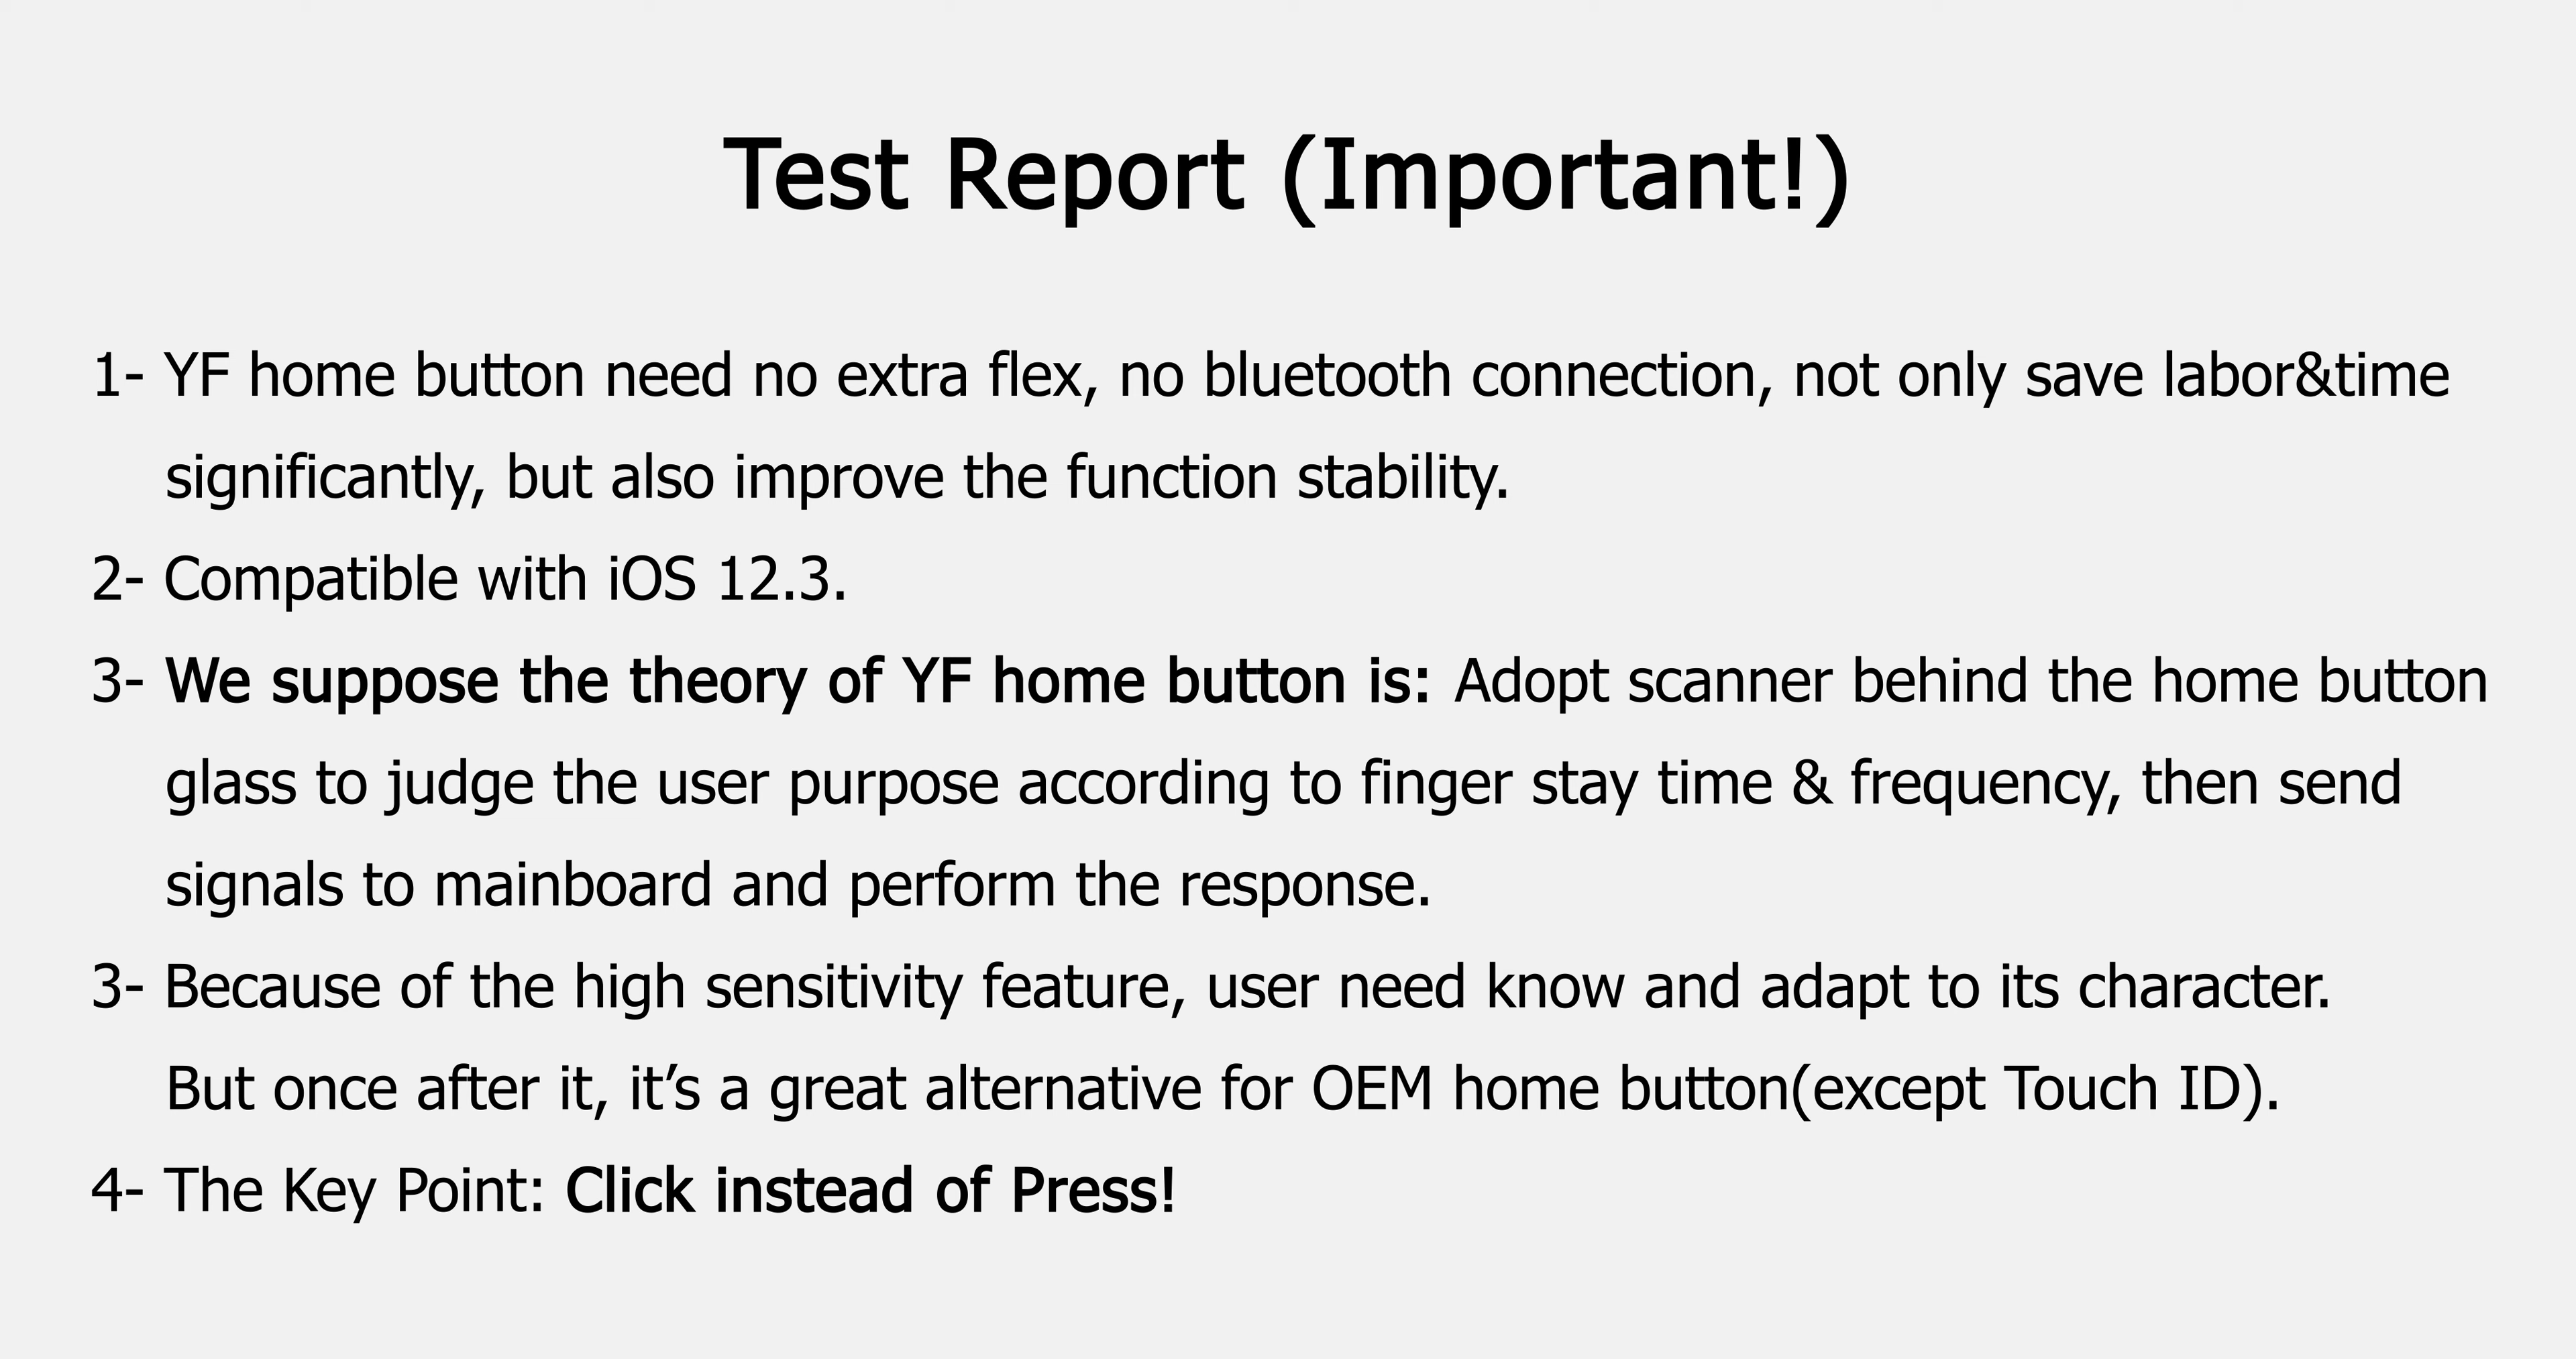 Test Report (Important!)
1- YF home button need no extra flex, no bluetooth connection, not only save labor&time
significantly, but also improve the function stability.
2- Compatible with iOS 12.3.
3- We suppose the theory of YF home button is: Adopt scanner behind the home button
glass to judge the user purpose according to finger stay time & frequency, then send
signals to mainboard and perform the response.
3- Because of the high sensitivity feature, user need know and adapt to its character.
But once after it, it’s a great alternative for OEM home button(except Touch ID).
4- The Key Point: Click instead of Press!